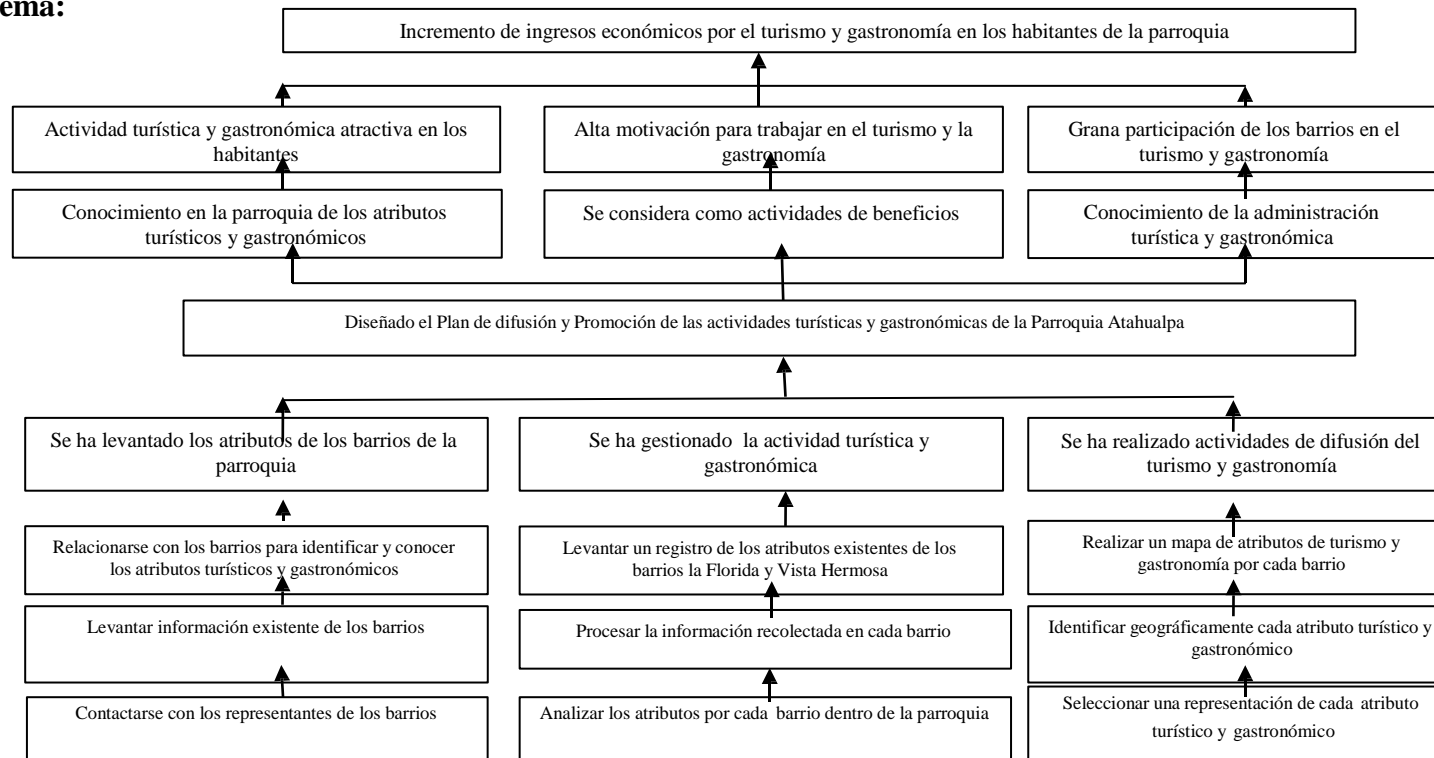 ema:
Incremento de ingresos económicos por el turismo y gastronomía en los habitantes de la parroquia
Actividad turística y gastronómica atractiva en los
habitantes
Alta motivación para trabajar en el turismo y la
gastronomía
Grana participación de los barrios en el
turismo y gastronomía
Conocimiento en la parroquia de los atributos
turísticos y gastronómicos
Se considera como actividades de beneficios
Conocimiento de la administración
turística y gastronómica
Diseñado el Plan de difusión y Promoción de las actividades turísticas y gastronómicas de la Parroquia Atahualpa
Se ha levantado los atributos de los barrios de la
parroquia
Se ha gestionado la actividad turística y
gastronómica
Se ha realizado actividades de difusión del
turismo y gastronomía
Relacionarse con los barrios para identificar y conocer
los atributos turísticos y gastronómicos
Levantar un registro de los atributos existentes de los
barrios la Florida y Vista Hermosa
Realizar un mapa de atributos de turismo y
gastronomía por cada barrio
Levantar información existente de los barrios
Procesar la información recolectada en cada barrio
Identificar geográficamente cada atributo turístico y
gastronómico
Contactarse con los representantes de los barrios
Analizar los atributos por cada barrio dentro de la parroquia
Seleccionar una representación de cada atributo
turístico y gastronómico